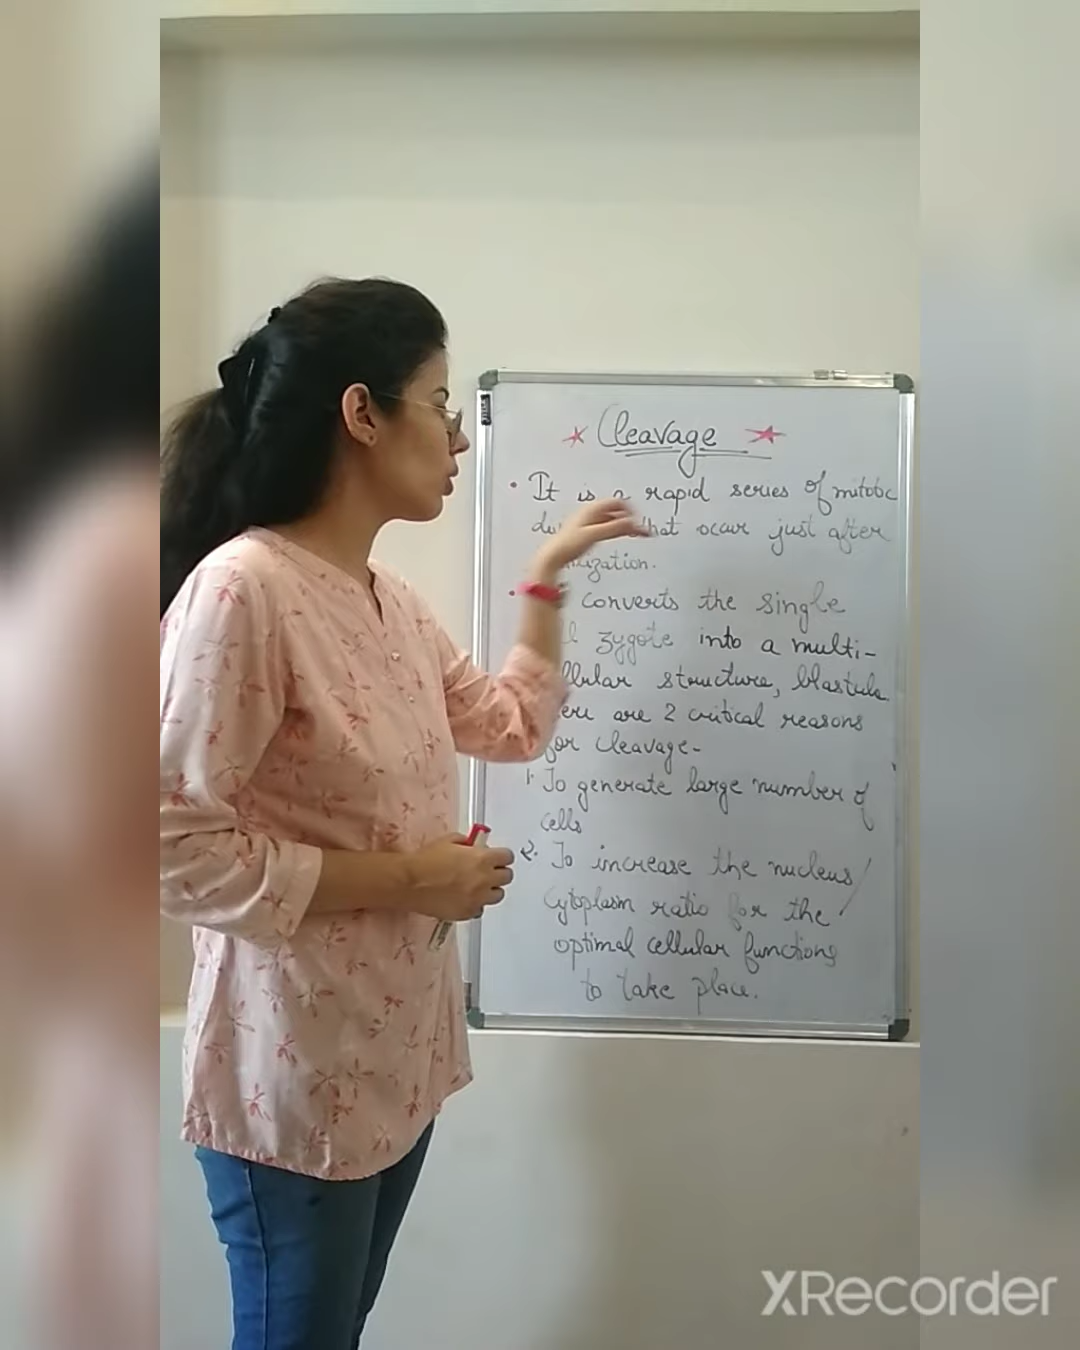 Cleavage
It is a rapid series of mitotic
that occur just after
converts the single
zygote into a multi-
structure, blastula
are 2 critical reasons
for cleavage-
1. To generate large number of
cells
2. To increase the nucleus/
cytoplasm ratio for the
optimal cellular functions
to take place.
XRecorder